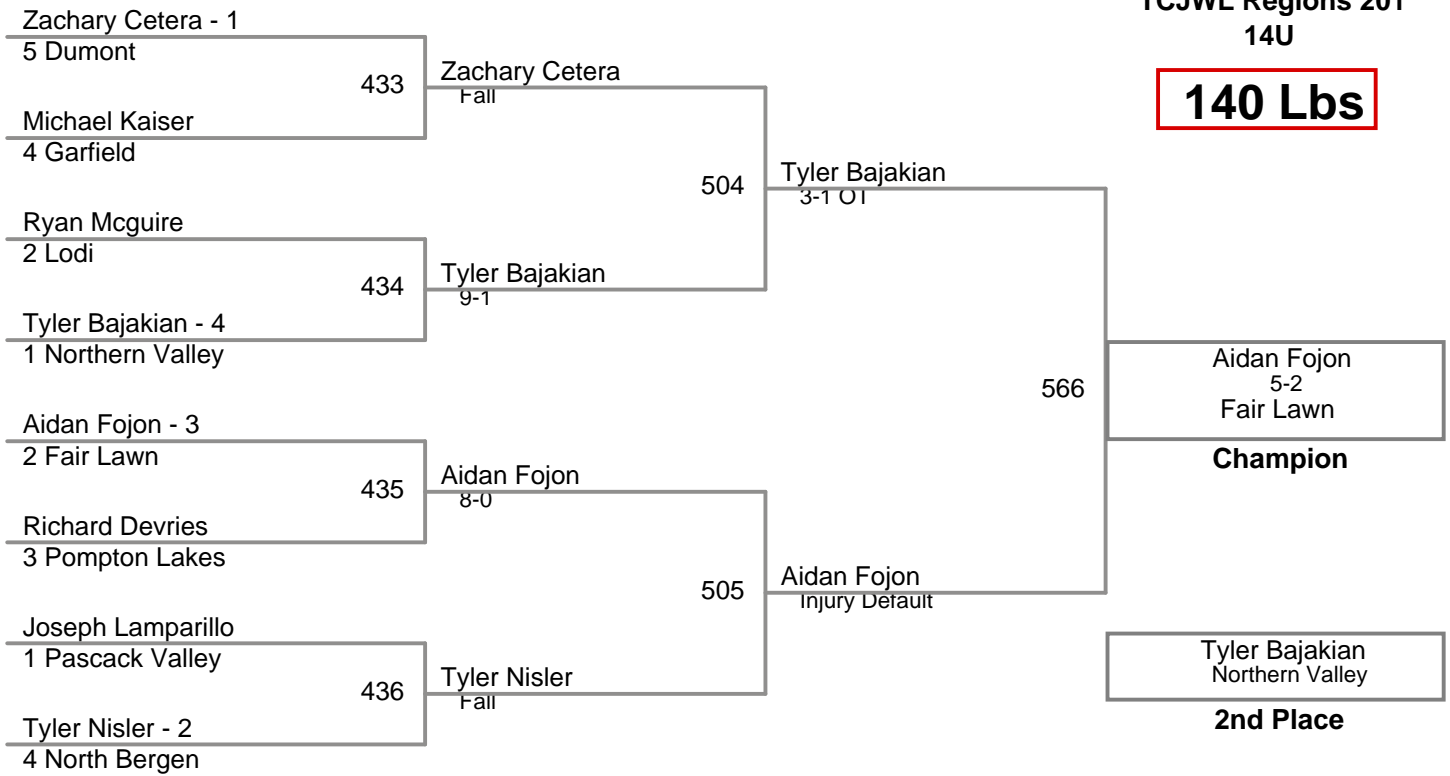 TCJWL Regions 201
14U
140 Lbs
Zachary Cetera - 1
5 Dumont
433
Michael Kaiser
4 Garfield
Zachary Cetera
Fall
Ryan Mcguire
2 Lodi
434
Tyler Bajakian - 4
1 Northern Valley
Tyler Bajakian
9-1
504
Tyler Bajakian
3-1 OT
Aidan Fojon - 3
2 Fair Lawn
435
Richard Devries
3 Pompton Lakes
Aidan Fojon
8-0
Joseph Lamparillo
1 Pascack Valley
436
Tyler Nisler - 2
4 North Bergen
Tyler Nisler
Fall
505
Aidan Fojon
Injury Default
566
Aidan Fojon
5-2
Fair Lawn
Champion
Tyler Bajakian
Northern Valley
2nd Place